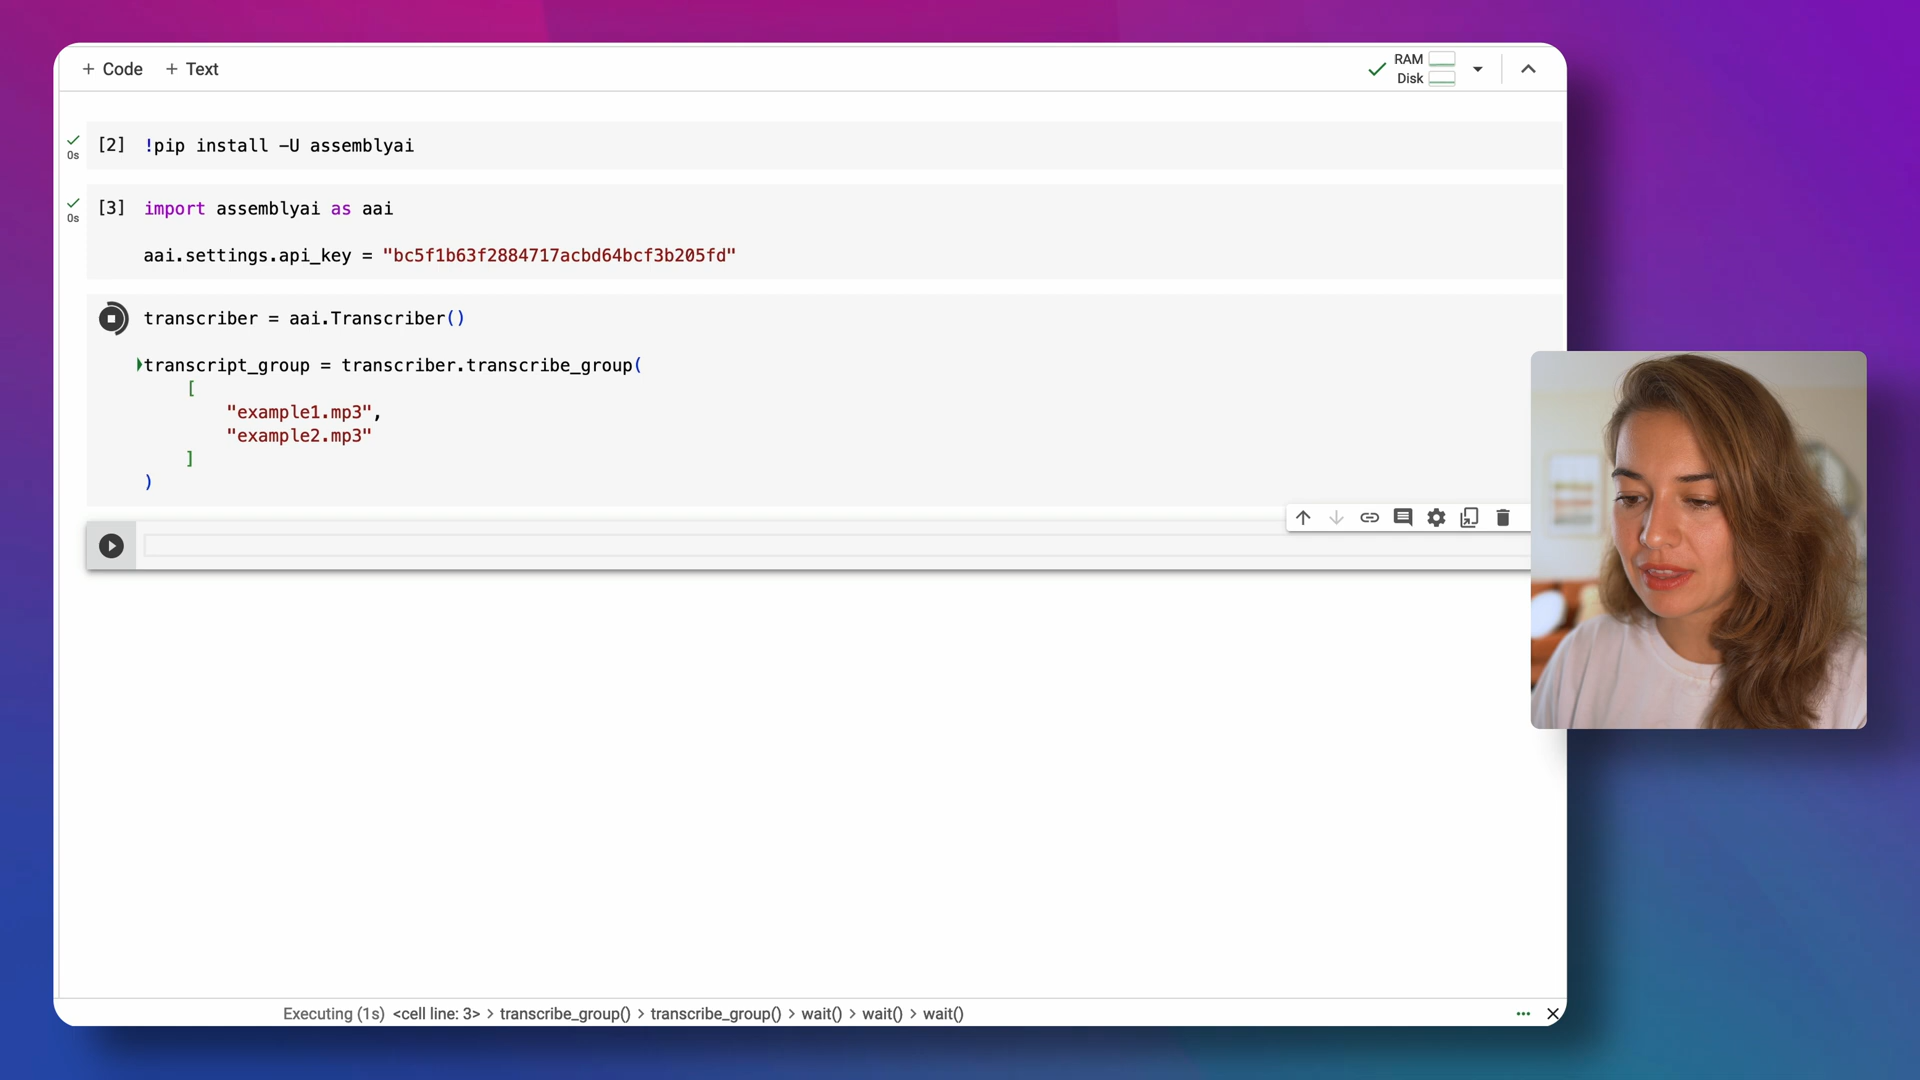 + Code + Text
RAM
Disk
[2] !pip install -U assemblyai
0s
[3] import assemblyai as aai
0s
aai.settings.api_key = "bc5f1b63f2884717acbd64bcf3b205fd"
transcriber = aai.Transcriber()
transcript_group = transcriber.transcribe_group(
[
"example1.mp3",
"example2.mp3"
]
)
Executing (1s) <cell line: 3> > transcribe_group() > transcribe_group() > wait() > wait() > wait()